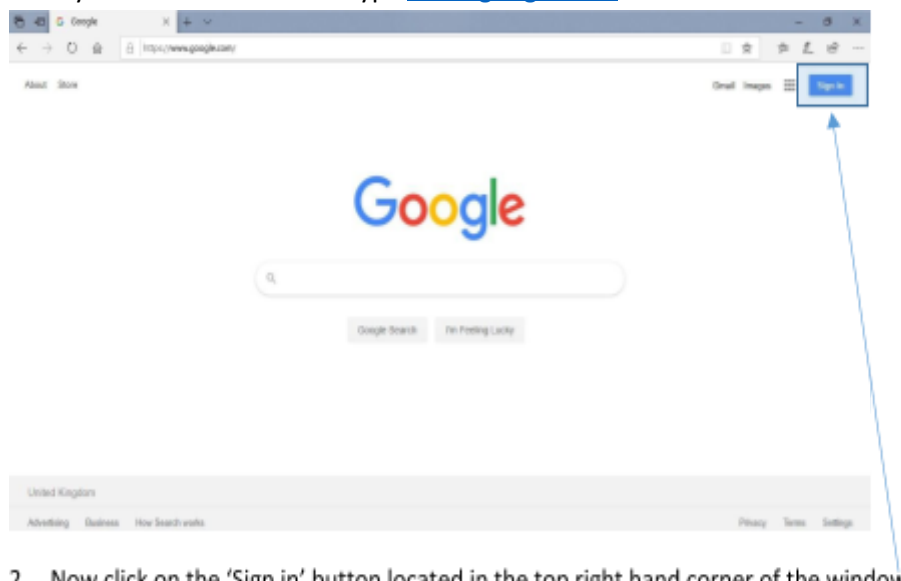 G Google
https://www.google.com/
About Store
Gmail Images Sign in
Google
Google Search I'm Feeling Lucky
United Kingdom
Advertising Business How Search works
Privacy Terms Settings
2. Now click on the 'Sign in' button located in the top right hand corner of the window